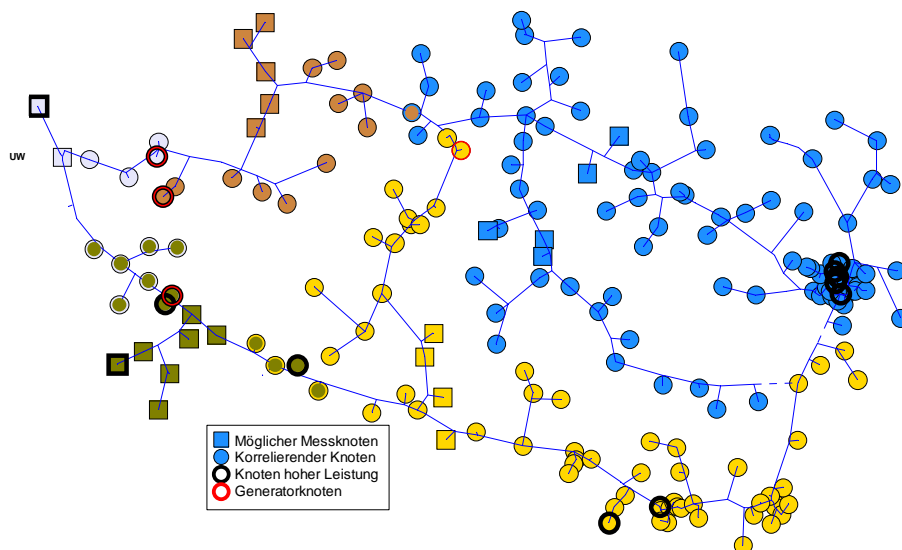 UW
Möglicher Messknoten
Korrelierender Knoten
Knoten hoher Leistung
Generatorknoten